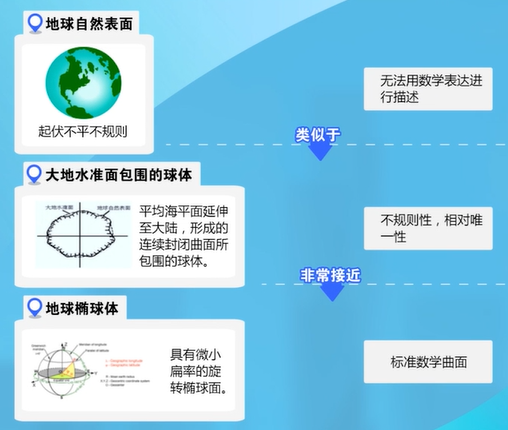 地球自然表面
起伏不平不规则
无法用数学表达进
行描述
类似于
大地水准面包围的球体
大地水准面
地球自然表面
平均海平面延伸
至大陆，形成的
连续封闭曲面所
包围的球体。
不规则性，相对唯
一性
非常接近
地球椭球体
具有微小
扁率的旋
转椭球面。
标准数学曲面